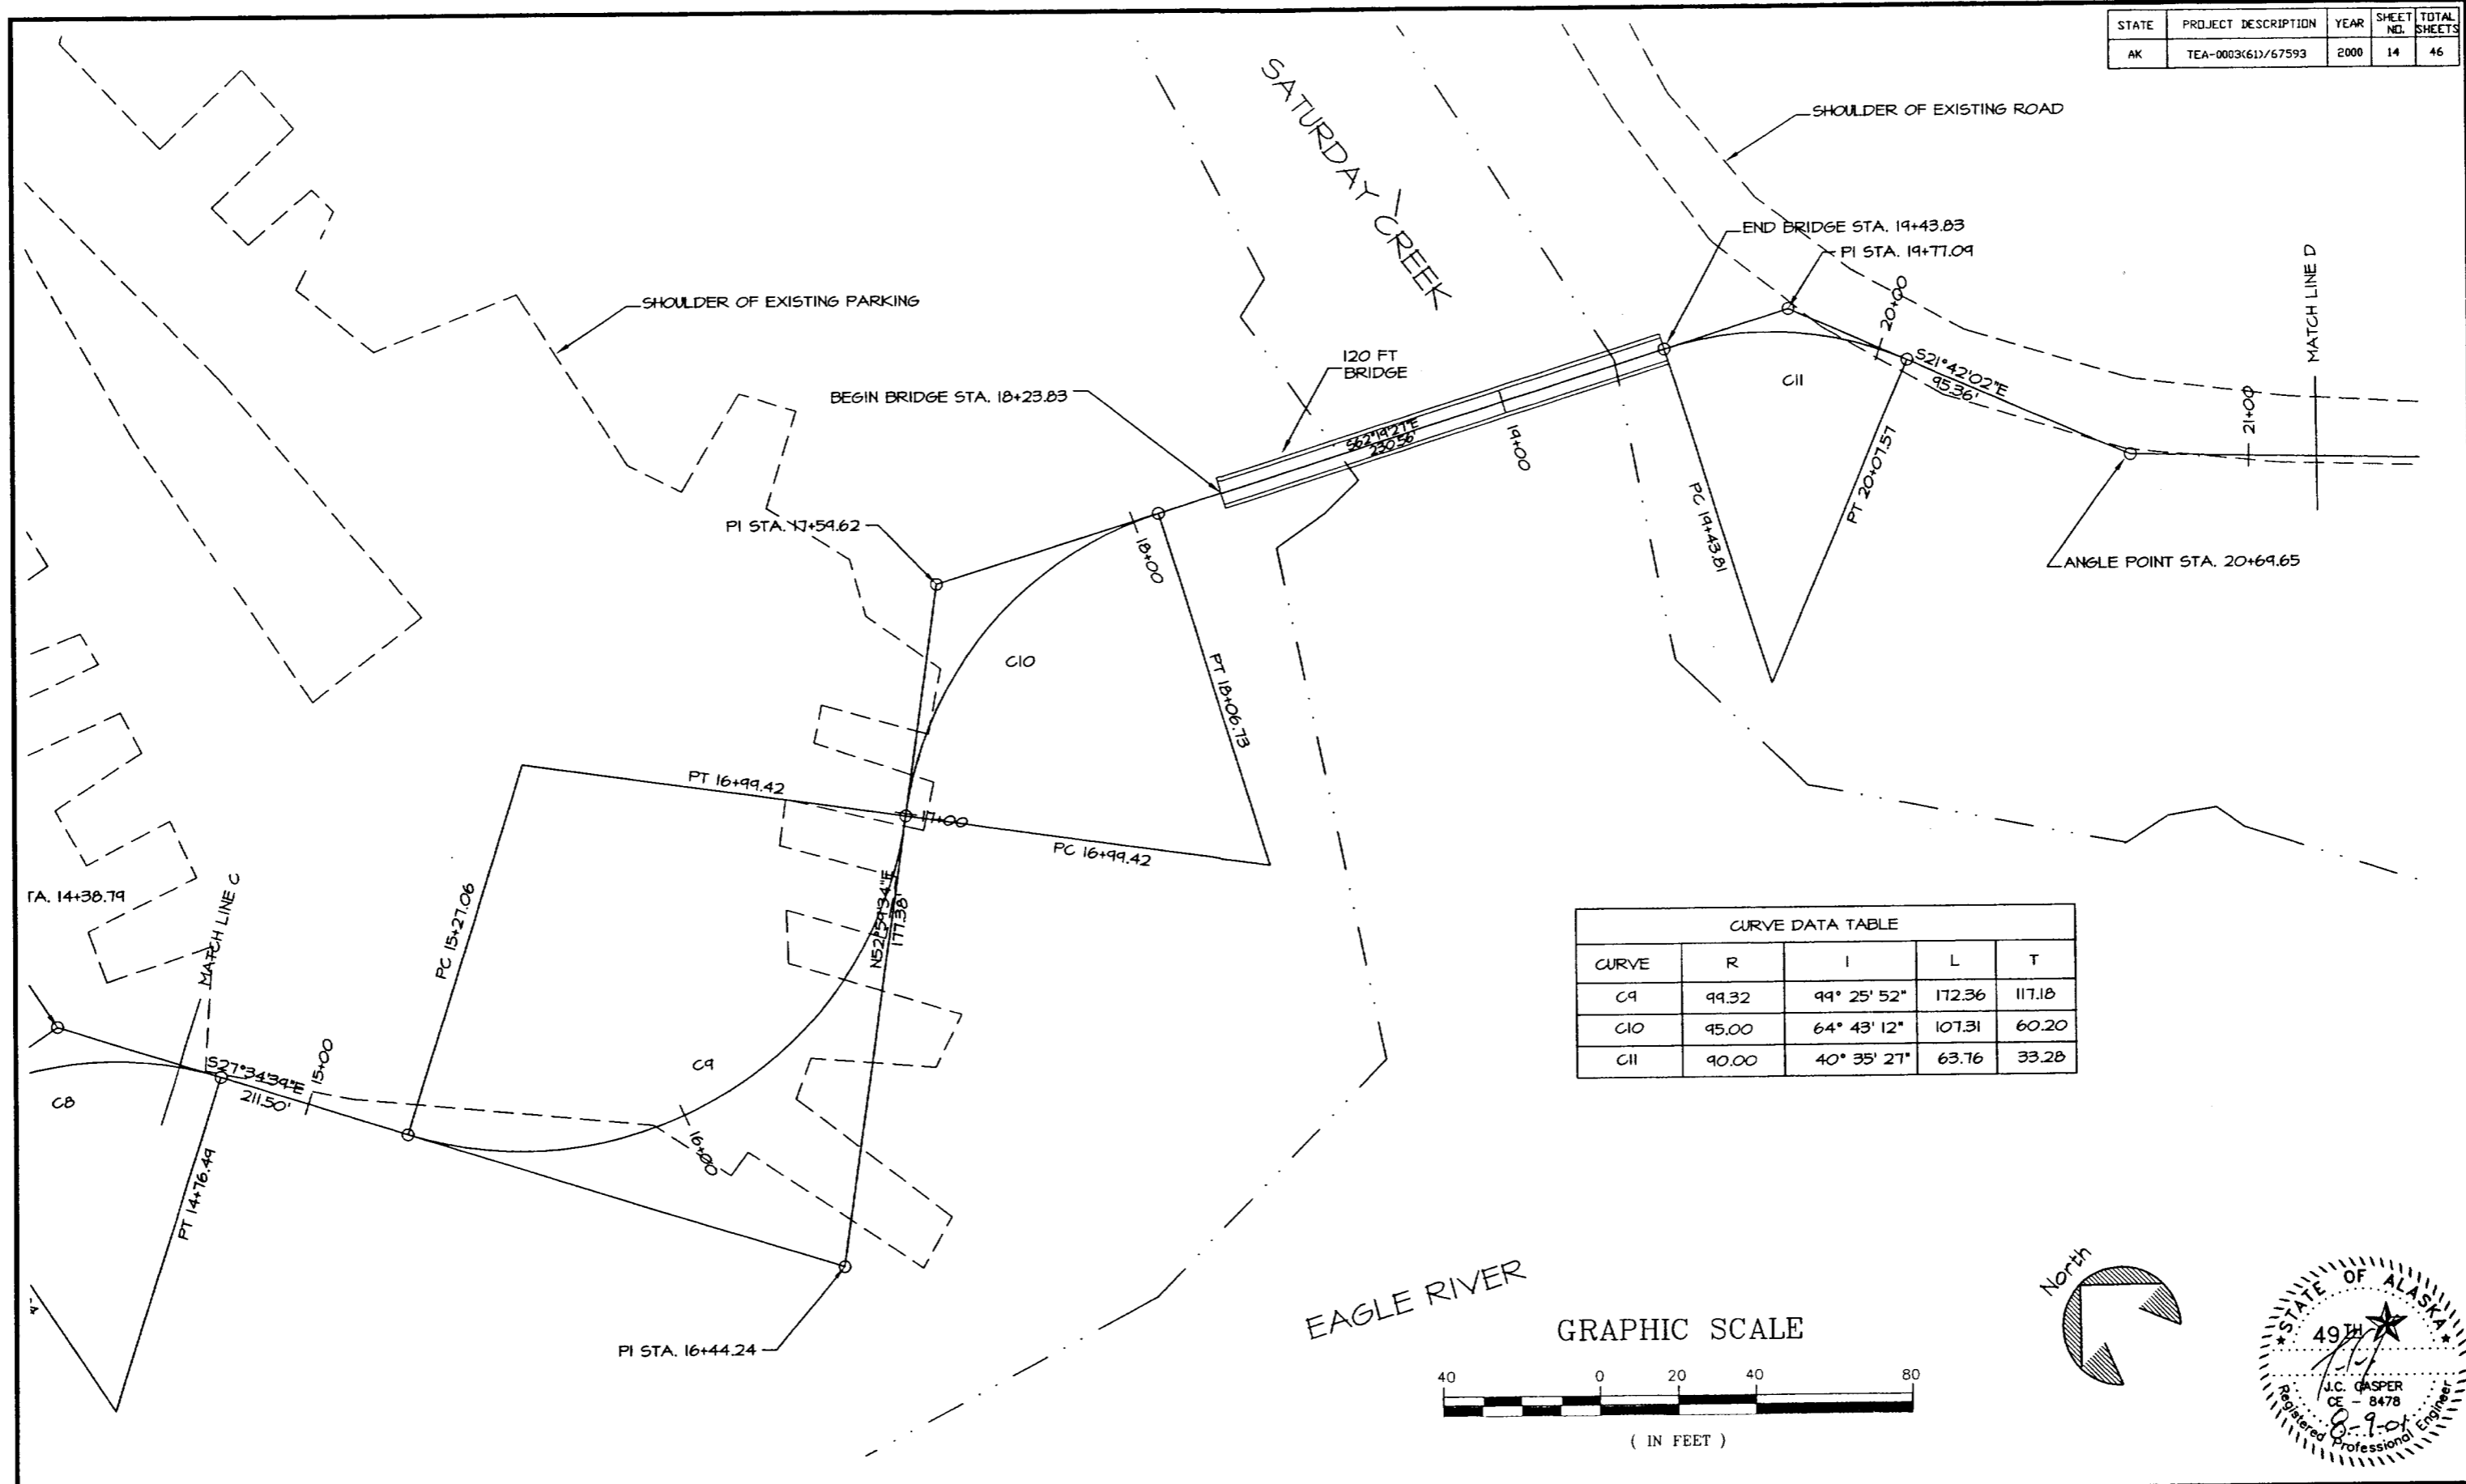 STATE PROJECT DESCRIPTION YEAR SHEET NO. TOTAL SHEETS
AK TEA-0003(61)/67593 2000 14 46
SATURDAY CREEK
SHOULDER OF EXISTING ROAD
END BRIDGE STA. 19+43.83
PI STA. 19+77.09
SHOULDER OF EXISTING PARKING
20+00
MATCH LINE D
120 FT
BRIDGE
BEGIN BRIDGE STA. 18+23.83
C11
S21°42'02"E
95.36'
21+00
S62°19'27"E
230.56'
19+00
PC 19+43.81
PT 20+07.57
PI STA. 17+59.62
18+00
ANGLE POINT STA. 20+69.65
C10
PT 18+06.73
PT 16+99.42
17+00
PC 16+99.42
TA. 14+38.79
MATCH LINE C
PC 15+27.06
N52°59'34"E
177.38'
CURVE DATA TABLE
CURVE R I L T
C9 99.32 99° 25' 52" 172.36 117.18
C10 95.00 64° 43' 12" 107.31 60.20
C11 90.00 40° 35' 27" 63.76 33.28
S27°34'39"E
211.50'
15+00
C9
C8
16+00
PT 14+76.49
PI STA. 16+44.24
EAGLE RIVER
GRAPHIC SCALE
40 0 20 40 80
( IN FEET )
North
STATE OF ALASKA
49TH
J.C. CASPER
CE - 8478
8-9-01
Registered Professional Engineer